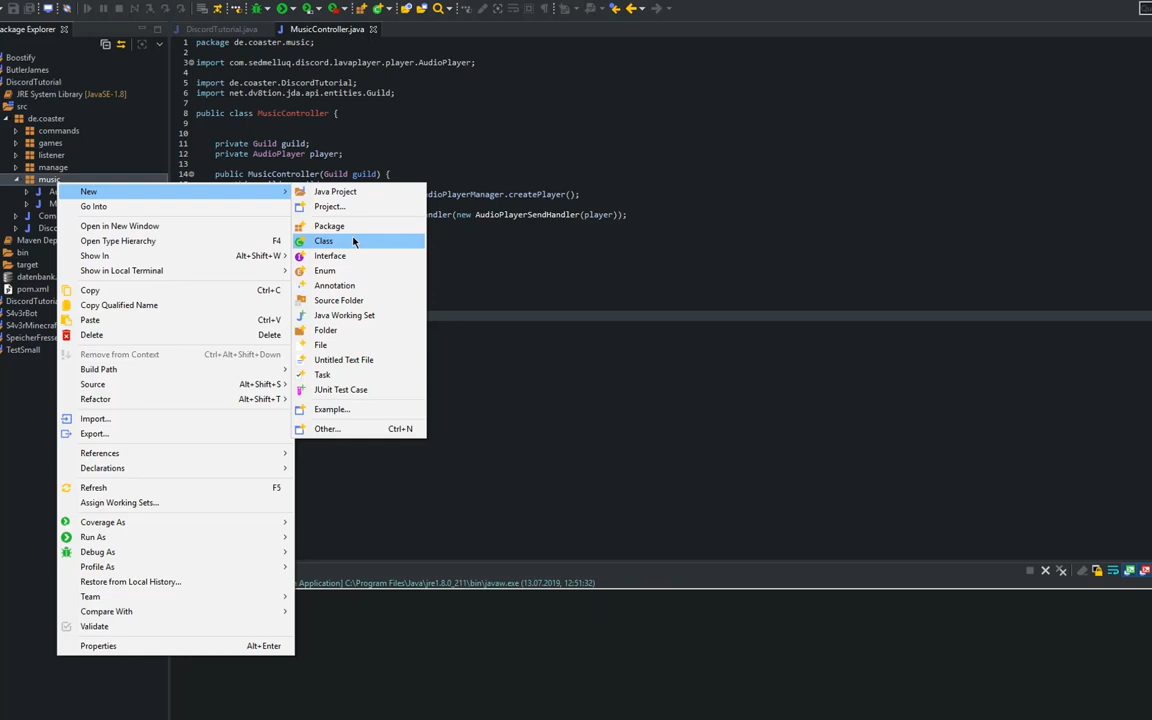 ackage Explorer
DiscordTutorial.java
MusicController.java
Boostify
ButlerJames
DiscordTutorial
JRE System Library [JavaSE-1.8]
src
de.coaster
commands
games
listener
manage
music
Maven Dep
bin
target
pom.xml
S4v3rBot
S4v3rMinecraf
SpeicherFresse
TestSmall
1 package de.coaster.music;
2
3 import com.sedmelluq.discord.lavaplayer.player.AudioPlayer;
4
5 import de.coaster.DiscordTutorial;
6 import net.dv8tion.jda.api.entities.Guild;
7
8 public class MusicController {
9
10
11 private Guild guild;
12 private AudioPlayer player;
13
14 public MusicController(Guild guild) {
udioPlayerManager.createPlayer();
andler(new AudioPlayerSendHandler(player));
New
Go Into
Open in New Window
Open Type Hierarchy F4
Show In Alt+Shift+W
Show in Local Terminal
Copy Ctrl+C
Copy Qualified Name
Paste Ctrl+V
Delete Delete
Remove from Context Ctrl+Alt+Shift+Down
Build Path
Source Alt+Shift+S
Refactor Alt+Shift+T
Import...
Export...
References
Declarations
Refresh F5
Assign Working Sets...
Coverage As
Run As
Debug As
Profile As
Restore from Local History...
Team
Compare With
Validate
Properties Alt+Enter
Java Project
Project...
Package
Class
Interface
Enum
Annotation
Source Folder
Java Working Set
Folder
File
Untitled Text File
Task
JUnit Test Case
Example...
Other... Ctrl+N
Application] C:\Program Files\Java\jre1.8.0_211\bin\javaw.exe (13.07.2019, 12:51:32)